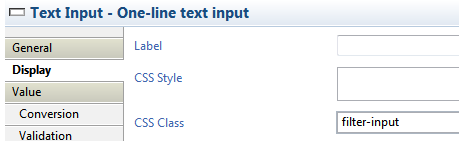 Text Input - One-line text input
General
Display
Value
Conversion
Validation
Label
CSS Style
CSS Class
filter-input